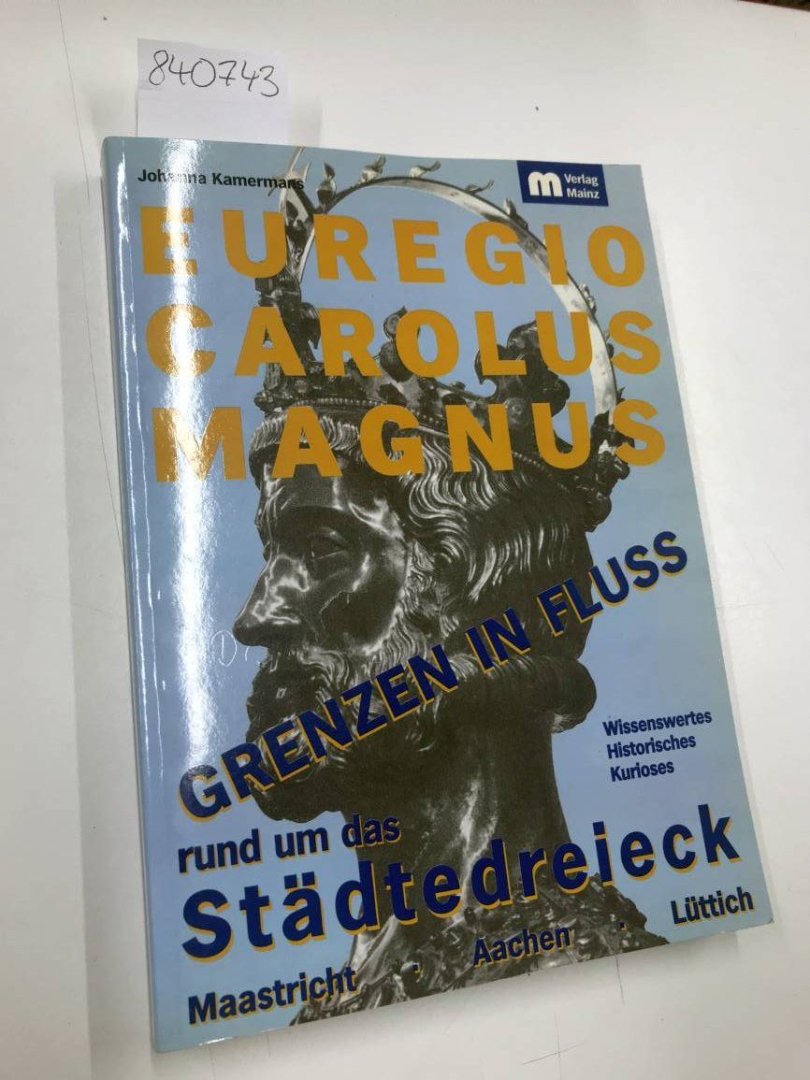 840743
Johanna Kamermans
m Verlag
Mainz
EUREGIO
CAROLUS
MAGNUS
GRENZEN IN FLUSS
Wissenswertes
Historisches
Kurioses
rund um das
Städtedreieck
Maastricht · Aachen · Lüttich